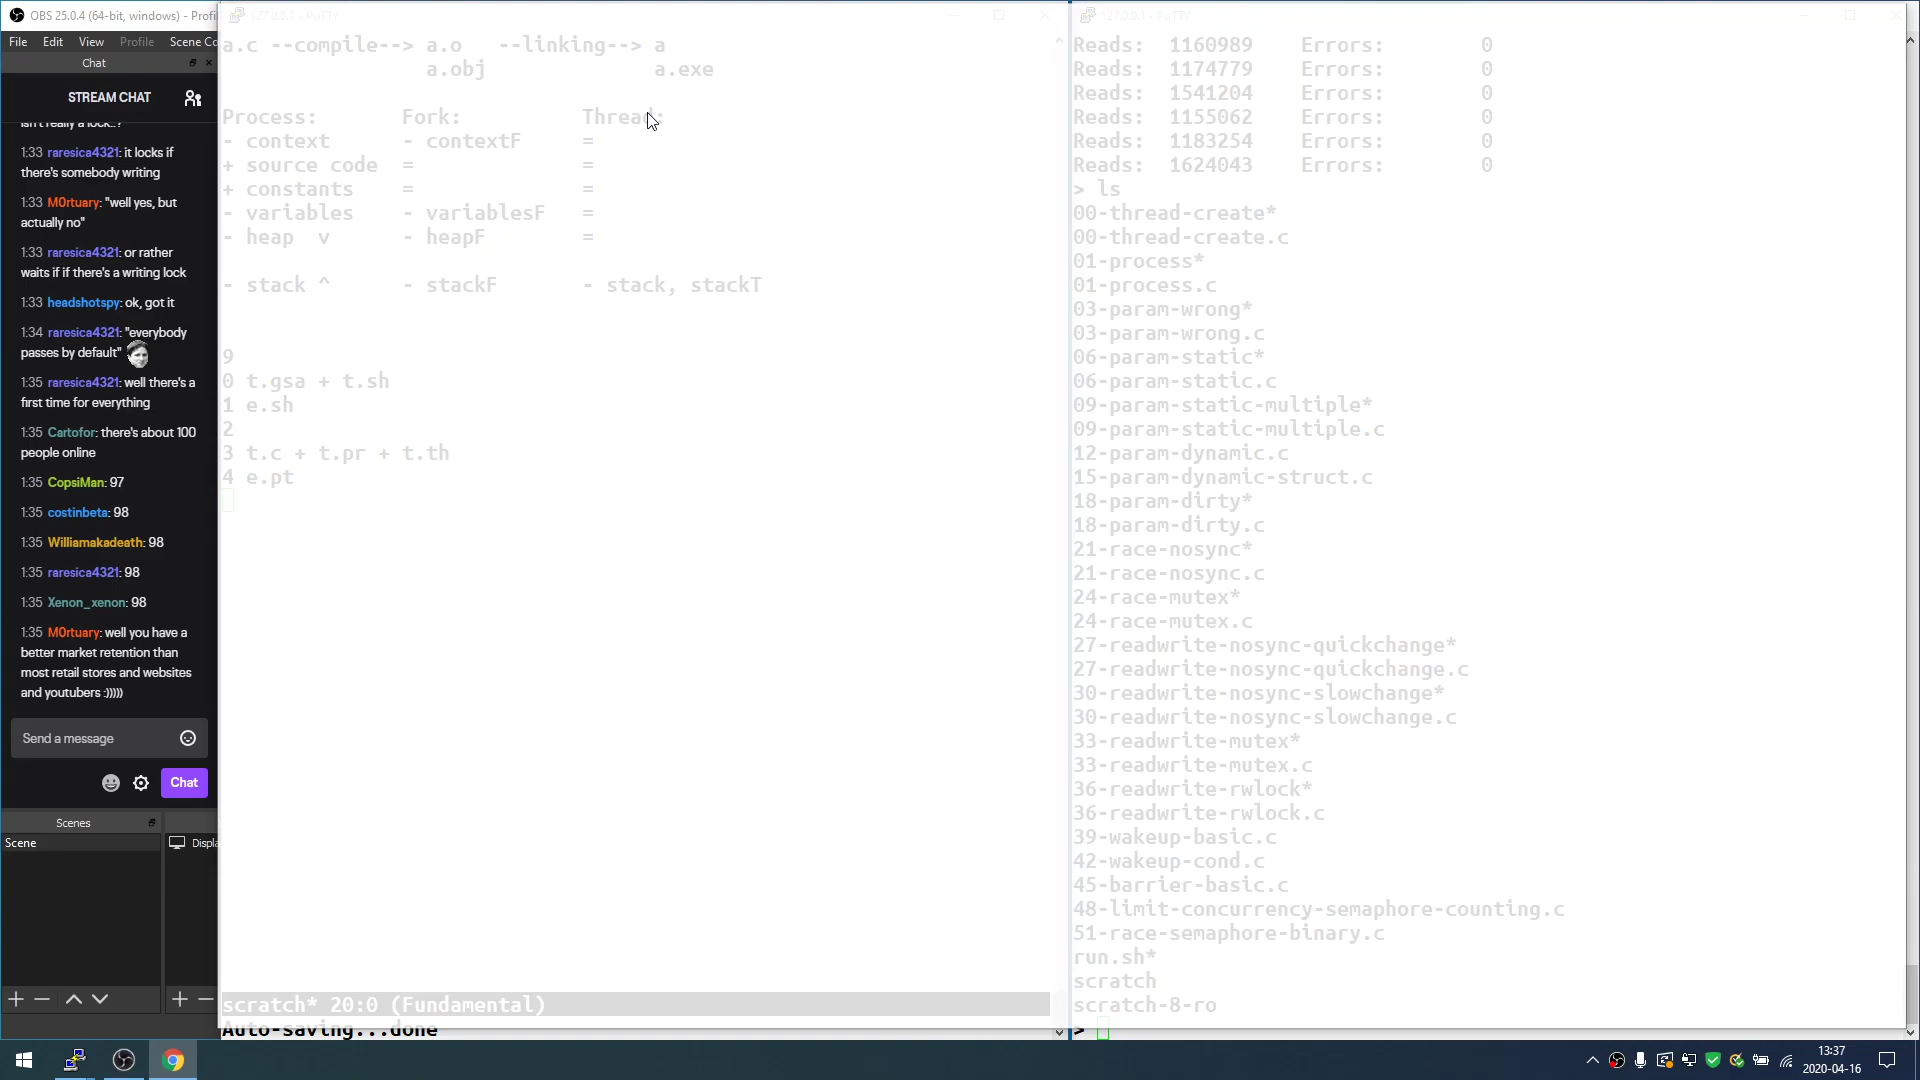 OBS 25.0.4 (64-bit, windows) - Profi
File Edit View Profile Scene Co
Chat
STREAM CHAT
isn't really a lock..?
1:33 raresica4321: it locks if
there's somebody writing
1:33 M0rtuary: "well yes, but
actually no"
1:33 raresica4321: or rather
waits if if there's a writing lock
1:33 headshotspy: ok, got it
1:34 raresica4321: "everybody
passes by default"
1:35 raresica4321: well there's a
first time for everything
1:35 Cartofor: there's about 100
people online
1:35 CopsiMan: 97
1:35 costinbeta: 98
1:35 Williamakadeath: 98
1:35 raresica4321: 98
1:35 Xenon_xenon: 98
1:35 M0rtuary: well you have a
better market retention than
most retail stores and websites
and youtubers :)))))
Send a message
Chat
Scenes
Scene
Displa
127.0.0.1 - PuTTY
a.c --compile--> a.o --linking--> a
a.obj a.exe
Process: Fork: Thread:
- context - contextF =
+ source code = =
+ constants = =
- variables - variablesF =
- heap v - heapF =
- stack ^ - stackF - stack, stackT
9
0 t.gsa + t.sh
1 e.sh
2
3 t.c + t.pr + t.th
4 e.pt
scratch* 20:0 (Fundamental)
Auto-saving...done
127.0.0.1 - PuTTY
Reads: 1160989 Errors: 0
Reads: 1174779 Errors: 0
Reads: 1541204 Errors: 0
Reads: 1155062 Errors: 0
Reads: 1183254 Errors: 0
Reads: 1624043 Errors: 0
> ls
00-thread-create*
00-thread-create.c
01-process*
01-process.c
03-param-wrong*
03-param-wrong.c
06-param-static*
06-param-static.c
09-param-static-multiple*
09-param-static-multiple.c
12-param-dynamic.c
15-param-dynamic-struct.c
18-param-dirty*
18-param-dirty.c
21-race-nosync*
21-race-nosync.c
24-race-mutex*
24-race-mutex.c
27-readwrite-nosync-quickchange*
27-readwrite-nosync-quickchange.c
30-readwrite-nosync-slowchange*
30-readwrite-nosync-slowchange.c
33-readwrite-mutex*
33-readwrite-mutex.c
36-readwrite-rwlock*
36-readwrite-rwlock.c
39-wakeup-basic.c
42-wakeup-cond.c
45-barrier-basic.c
48-limit-concurrency-semaphore-counting.c
51-race-semaphore-binary.c
run.sh*
scratch
scratch-8-ro
>
13:37
2020-04-16